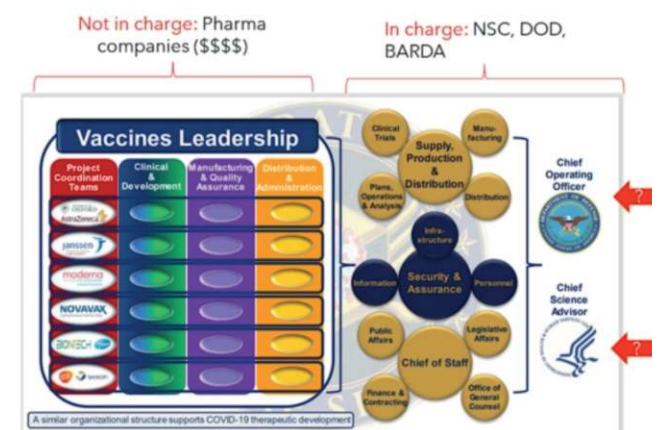 Not in charge: Pharma
companies ($$$$)
In charge: NSC, DOD,
BARDA
Vaccines Leadership
Project
Coordination
Teams
Clinical
&
Development
Manufacturing
& Quality
Assurance
Distribution
&
Administration
AstraZeneca
Janssen
moderna
NOVAVAX
BIONTECH Pfizer
gsk SANOFI
A similar organizational structure supports COVID-19 therapeutic development
Clinical
Trials
Manu-
facturing
Supply,
Production
&
Distribution
Plans,
Operations
& Analysis
Distribution
Infra-
structure
Information
Security &
Assurance
Personnel
Public
Affairs
Legislative
Affairs
Chief of Staff
Finance &
Contracting
Office of
General
Counsel
Chief
Operating
Officer
?
Chief
Science
Advisor
?